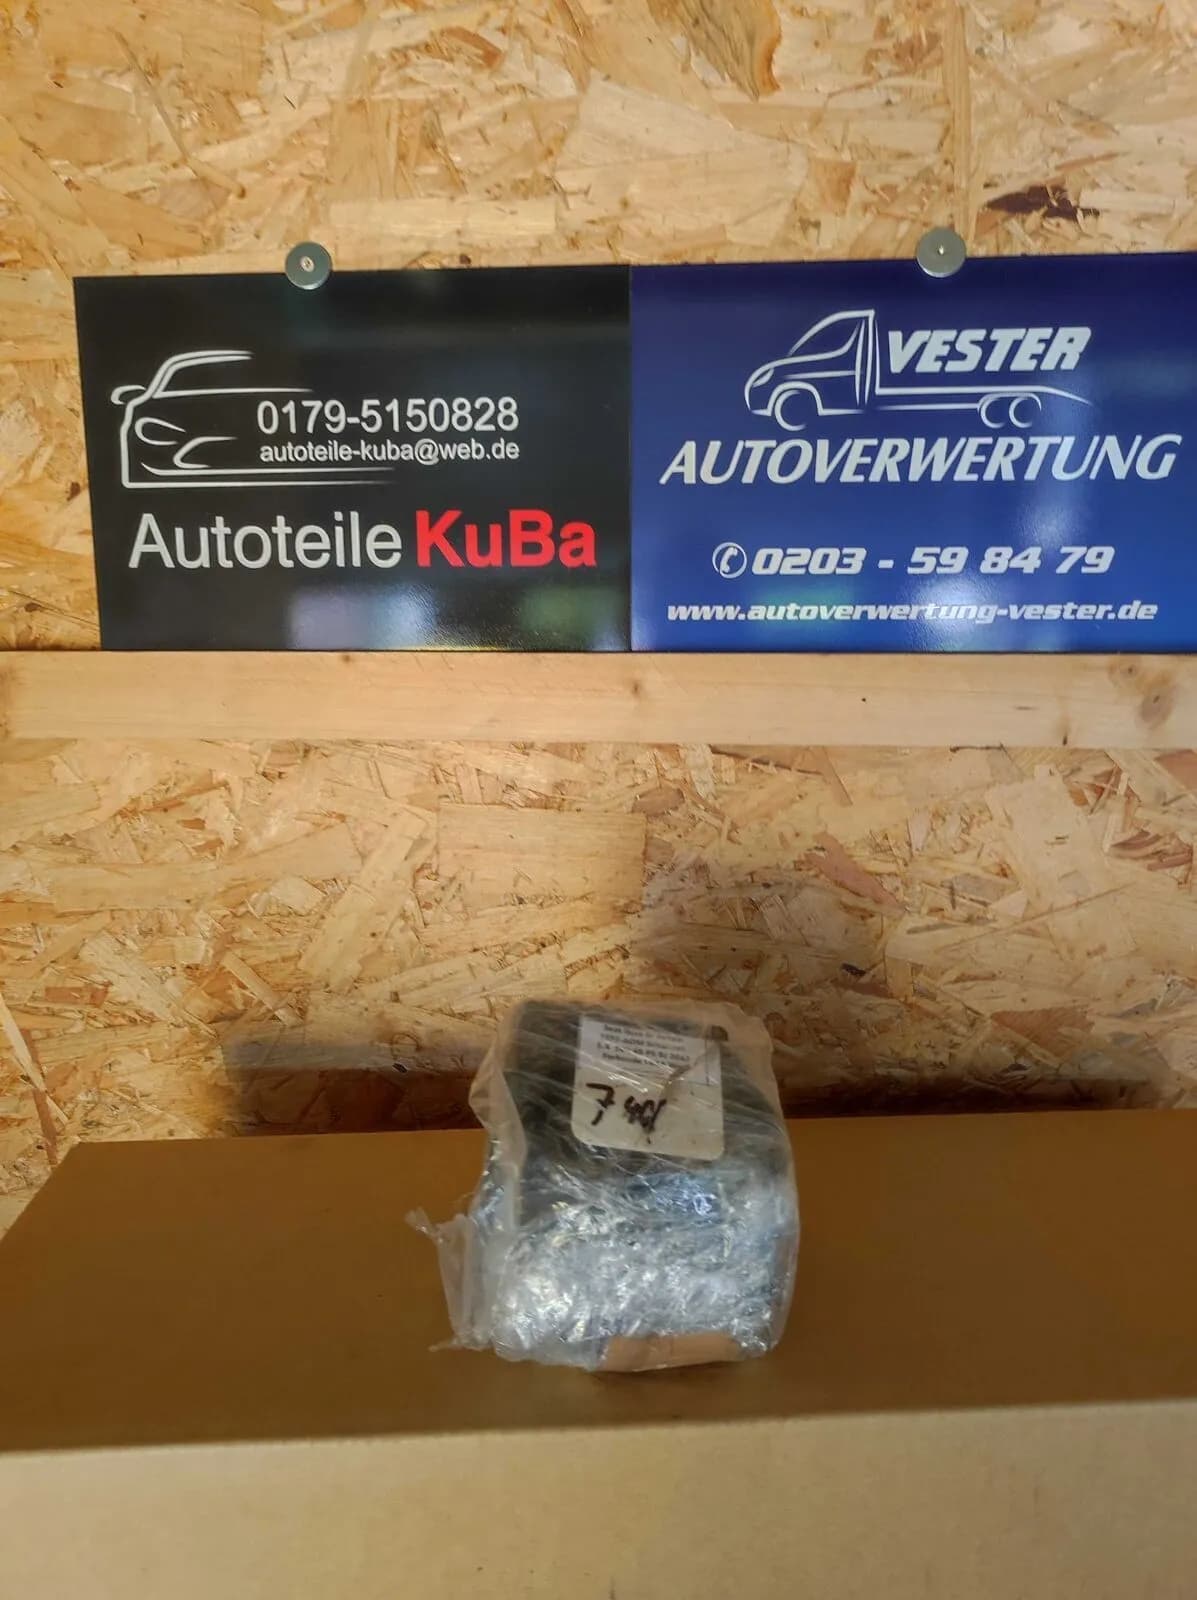 0179-5150828
autoteile-kuba@web.de
Autoteile KuBa
VESTER
AUTOVERWERTUNG
0203 - 59 84 79
www.autoverwertung-vester.de